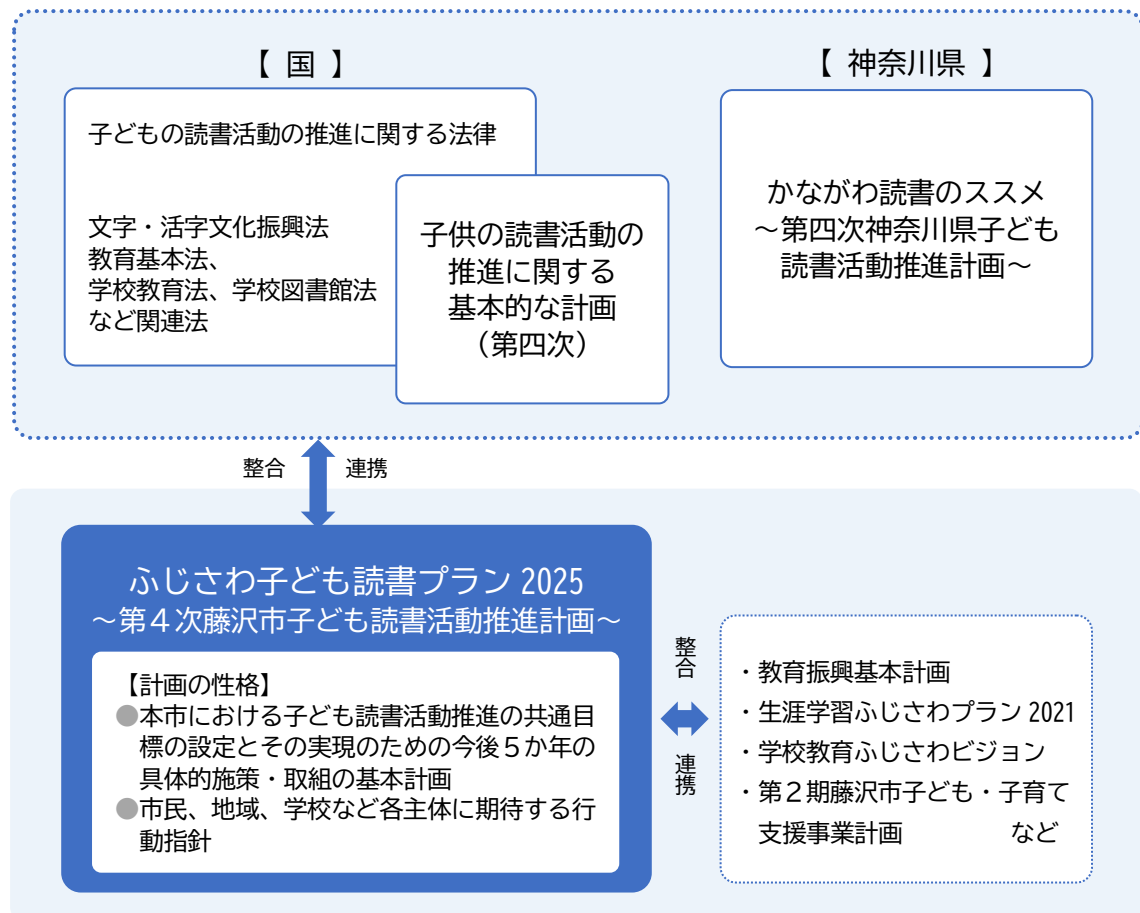 【 国 】
子どもの読書活動の推進に関する法律
文字・活字文化振興法
教育基本法、
学校教育法、学校図書館法
など関連法
子供の読書活動の
推進に関する
基本的な計画
（第四次）
【 神奈川県 】
かながわ読書のススメ
～第四次神奈川県子ども
読書活動推進計画～
整合
連携
ふじさわ子ども読書プラン 2025
～第４次藤沢市子ども読書活動推進計画～
【計画の性格】
●本市における子ども読書活動推進の共通目
標の設定とその実現のための今後５か年の
具体的施策・取組の基本計画
●市民、地域、学校など各主体に期待する行
動指針
整合
連携
・教育振興基本計画
・生涯学習ふじさわプラン 2021
・学校教育ふじさわビジョン
・第２期藤沢市子ども・子育て
支援事業計画 など